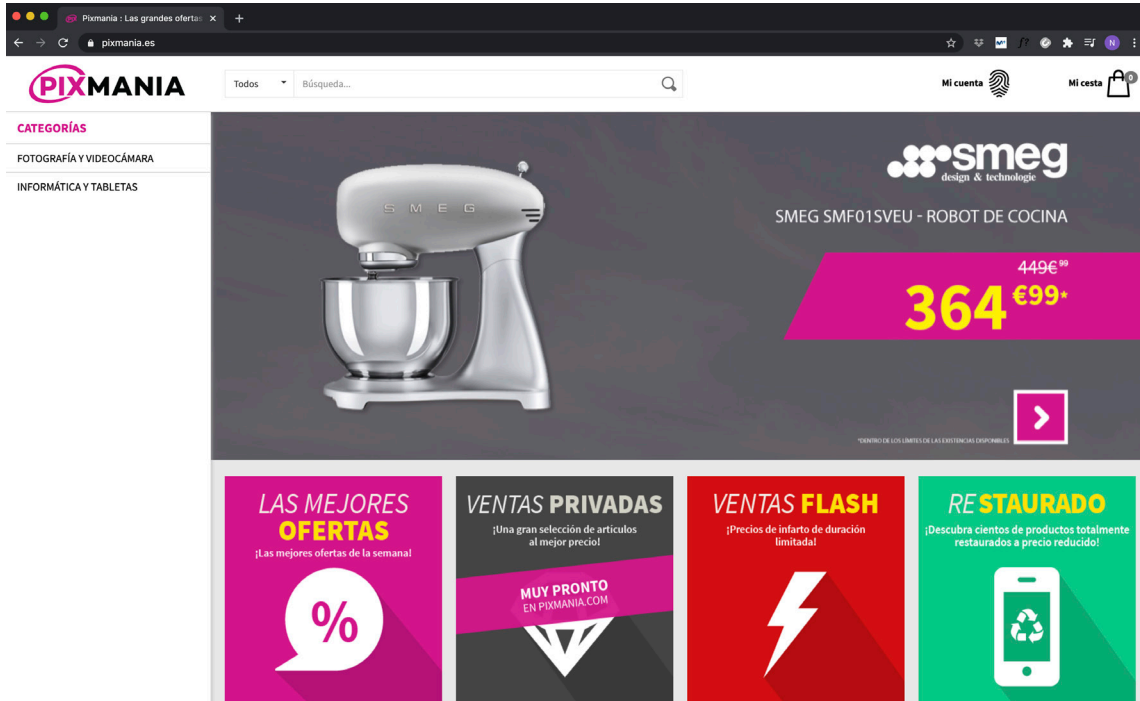 Pixmania : Las grandes ofertas
pixmania.es
N
PIXMANIA
Todos
Búsqueda...
Mi cuenta
Mi cesta
0
CATEGORÍAS
FOTOGRAFÍA Y VIDEOCÁMARA
INFORMÁTICA Y TABLETAS
SMEG
smeg
design & technologie
SMEG SMF01SVEU - ROBOT DE COCINA
449€99
364€99*
*DENTRO DE LOS LÍMITES DE LAS EXISTENCIAS DISPONIBLES
LAS MEJORES
OFERTAS
¡Las mejores ofertas de la semana!
%
VENTAS PRIVADAS
¡Una gran selección de artículos
al mejor precio!
MUY PRONTO
EN PIXMANIA.COM
VENTAS FLASH
¡Precios de infarto de duración
limitada!
RESTAURADO
¡Descubra cientos de productos totalmente
restaurados a precio reducido!